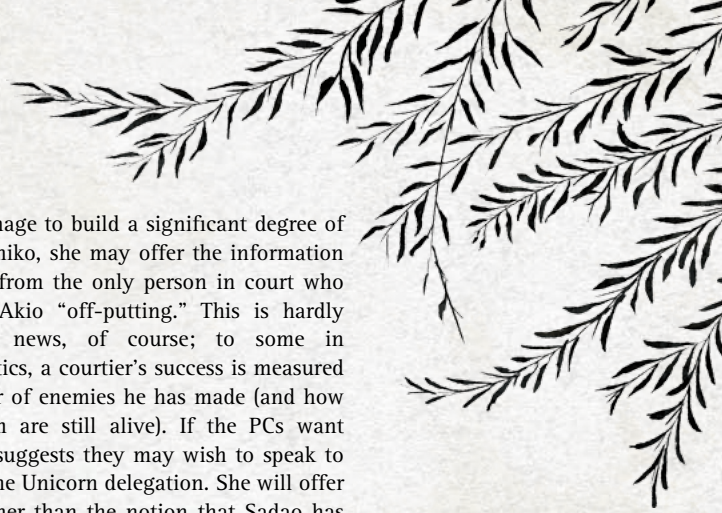 nage to build a significant degree of
niko, she may offer the information
from the only person in court who
Akio “off-putting.” This is hardly
news, of course; to some in
tics, a courtier’s success is measured
r of enemies he has made (and how
n are still alive). If the PCs want
suggests they may wish to speak to
he Unicorn delegation. She will offer
her than the notion that Sadao has